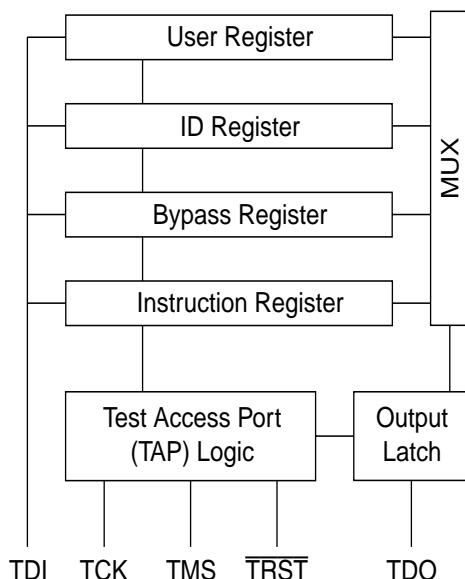 User Register
ID Register
Bypass Register
Instruction Register
MUX
Test Access Port
(TAP) Logic
Output
Latch
TDI TCK TMS TRST TDO